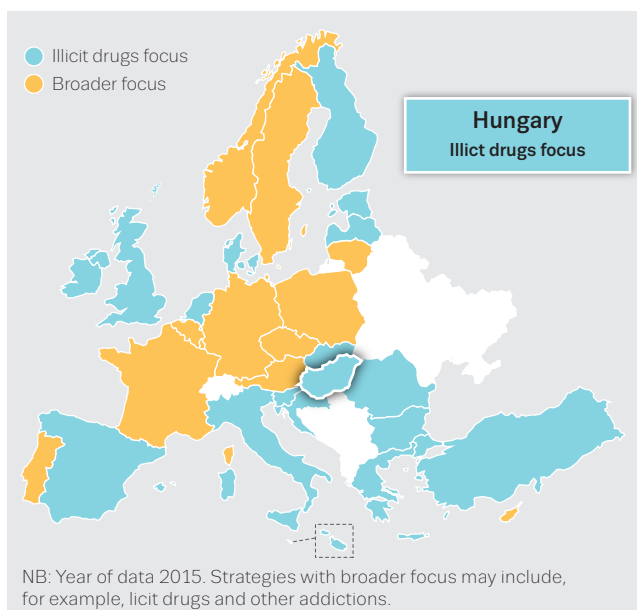 Illicit drugs focus
Broader focus
Hungary
Illict drugs focus
NB: Year of data 2015. Strategies with broader focus may include,
for example, licit drugs and other addictions.